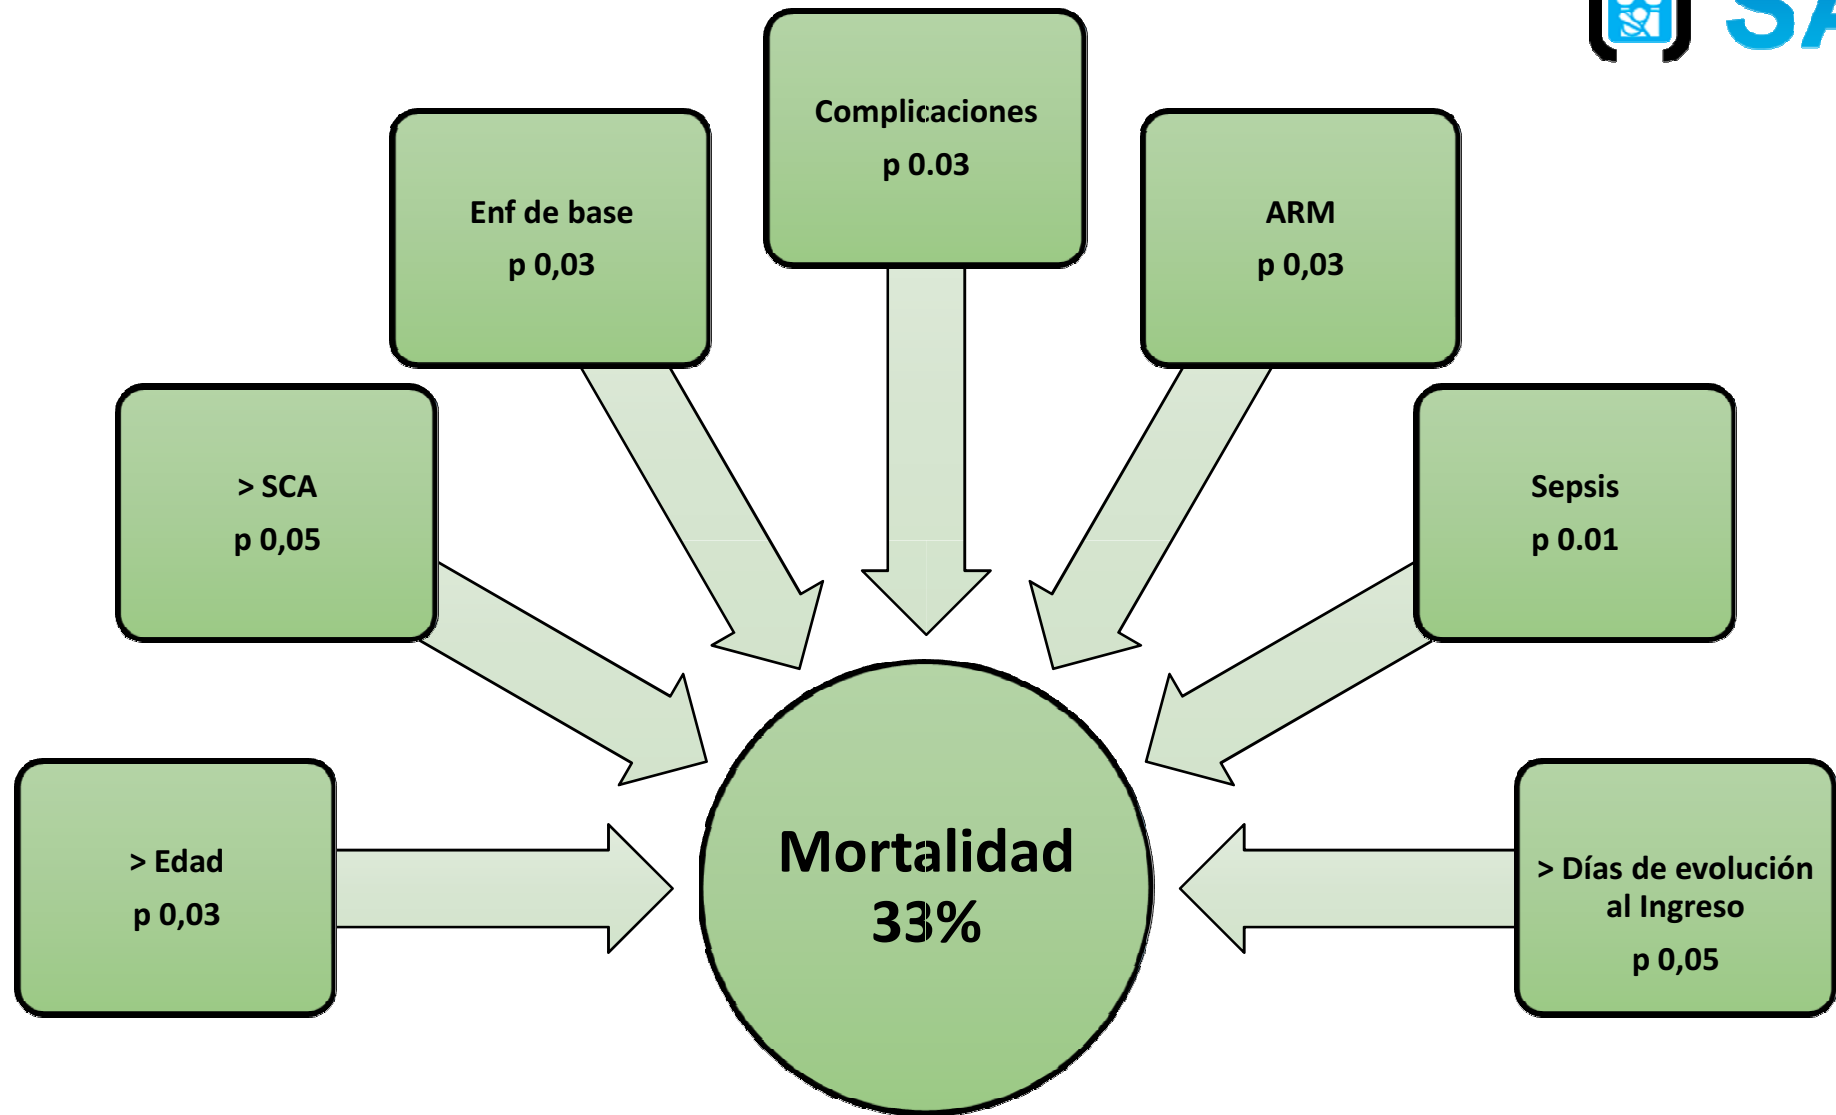 SA
Complicaciones
p 0.03
Enf de base
p 0,03
ARM
p 0,03
> SCA
p 0,05
Sepsis
p 0.01
> Edad
p 0,03
Mortalidad
33%
> Días de evolución
al Ingreso
p 0,05